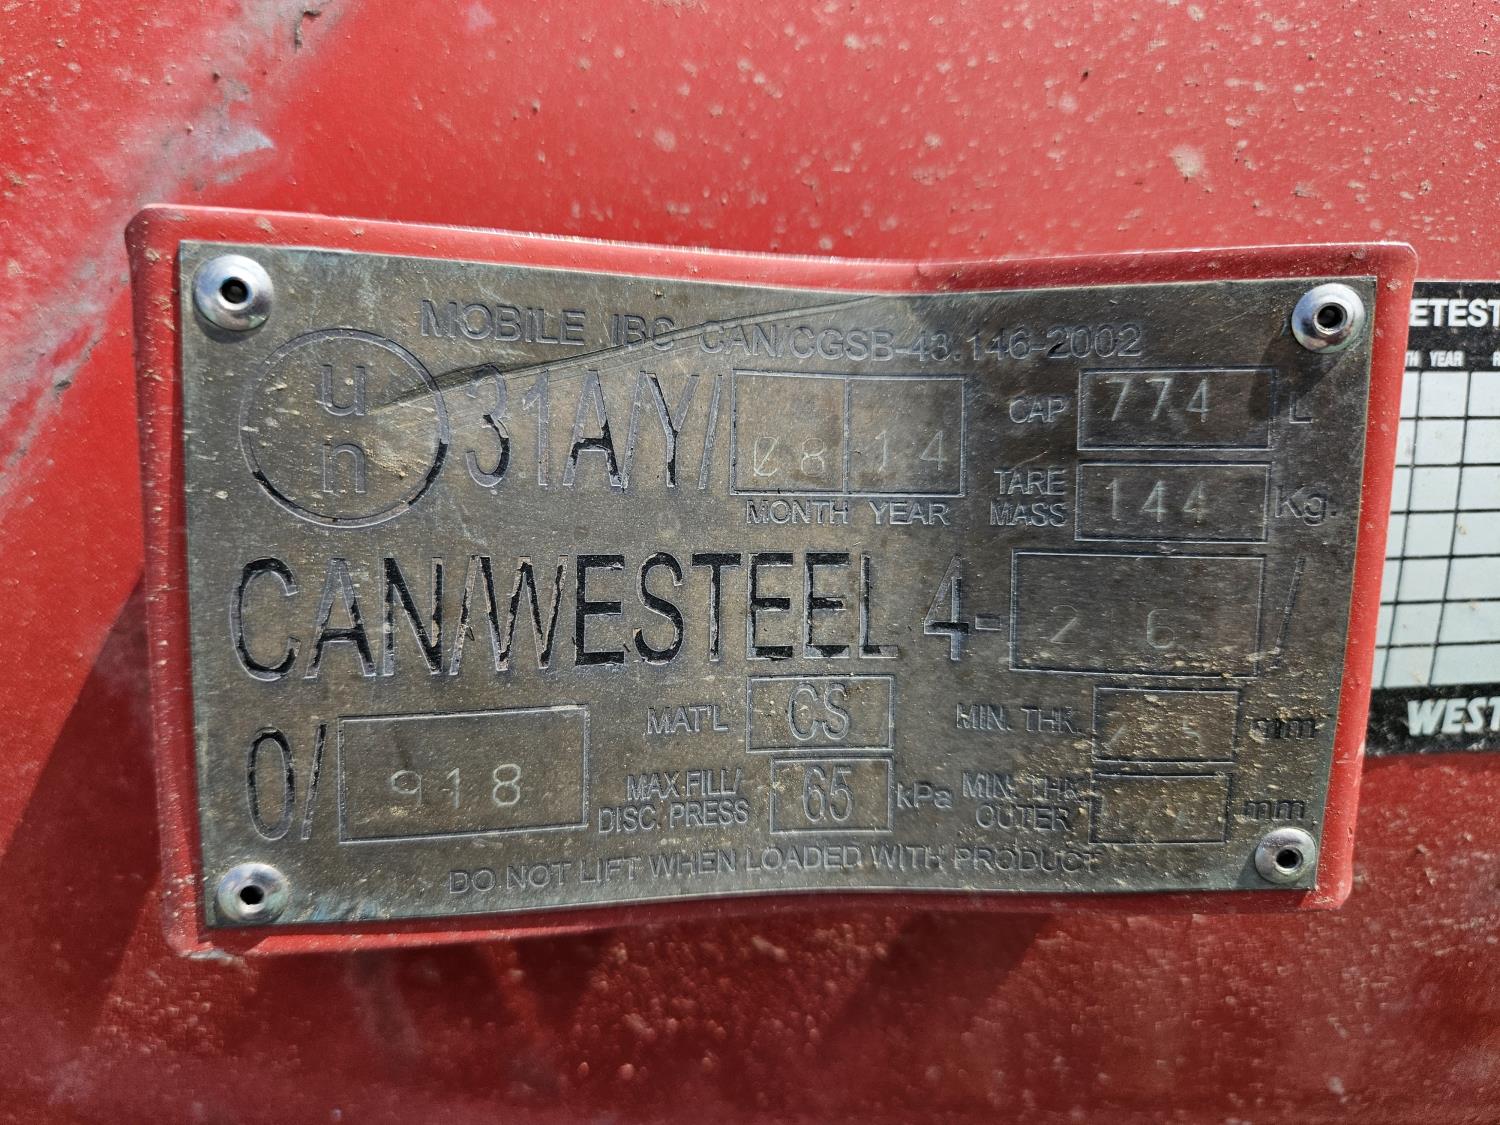 MOBILE IBC CAN/CGSB-43.146-2002
un 31A/Y/ 08 14
MONTH YEAR
CAP 774 L
TARE MASS 144 Kg.
CAN/WESTEEL 4- 26 /
0/ 918
MAT'L CS
MAX.FILL/
DISC. PRESS 65 kPa
MIN. THK. mm
MIN. THK
OUTER mm
DO NOT LIFT WHEN LOADED WITH PRODUCT
ETEST
YEAR
WEST